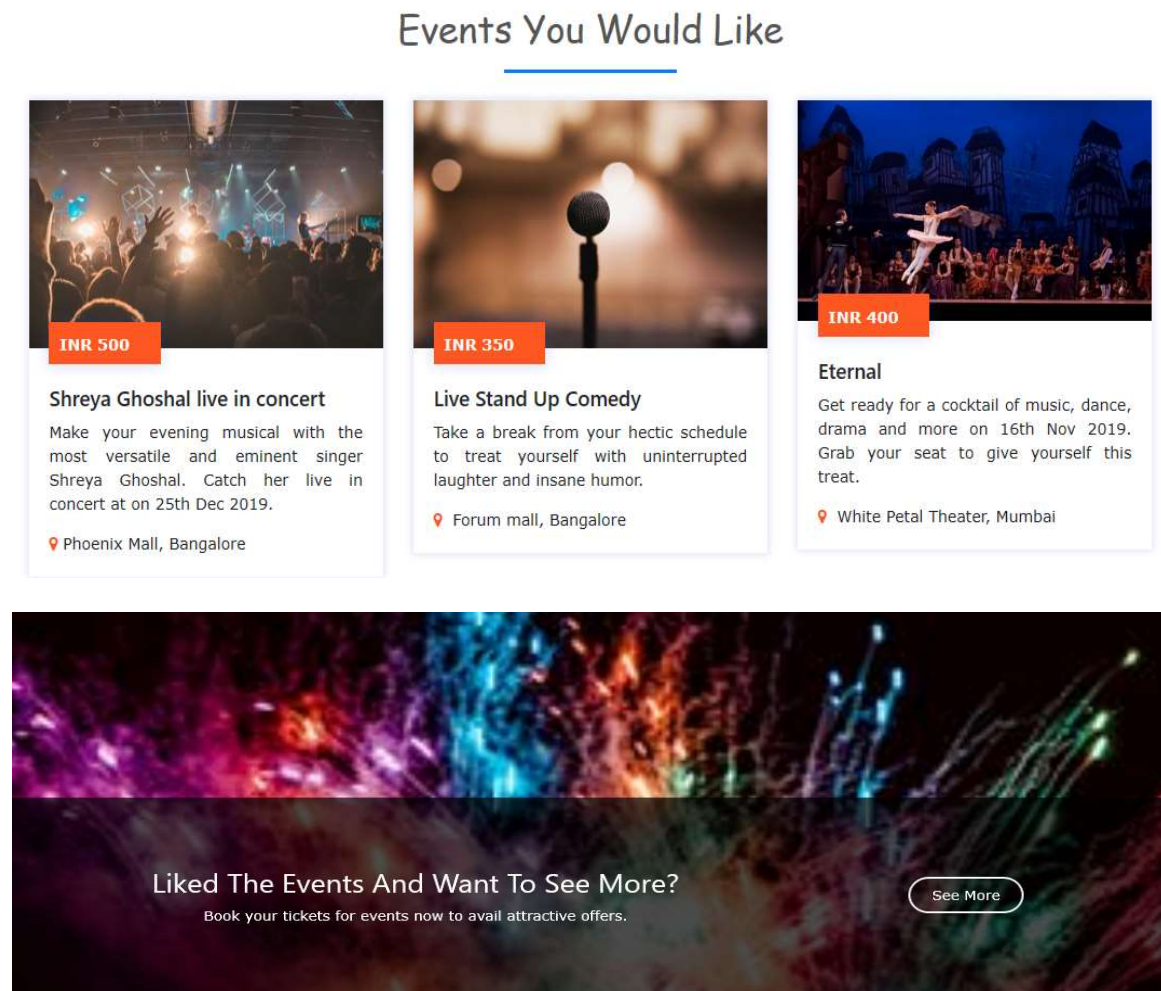 Events You Would Like
INR 500
Shreya Ghoshal live in concert
Make your evening musical with the
most versatile and eminent singer
Shreya Ghoshal. Catch her live in
concert at on 25th Dec 2019.
Phoenix Mall, Bangalore
INR 350
Live Stand Up Comedy
Take a break from your hectic schedule
to treat yourself with uninterrupted
laughter and insane humor.
Forum mall, Bangalore
INR 400
Eternal
Get ready for a cocktail of music, dance,
drama and more on 16th Nov 2019.
Grab your seat to give yourself this
treat.
White Petal Theater, Mumbai
Liked The Events And Want To See More?
Book your tickets for events now to avail attractive offers.
See More